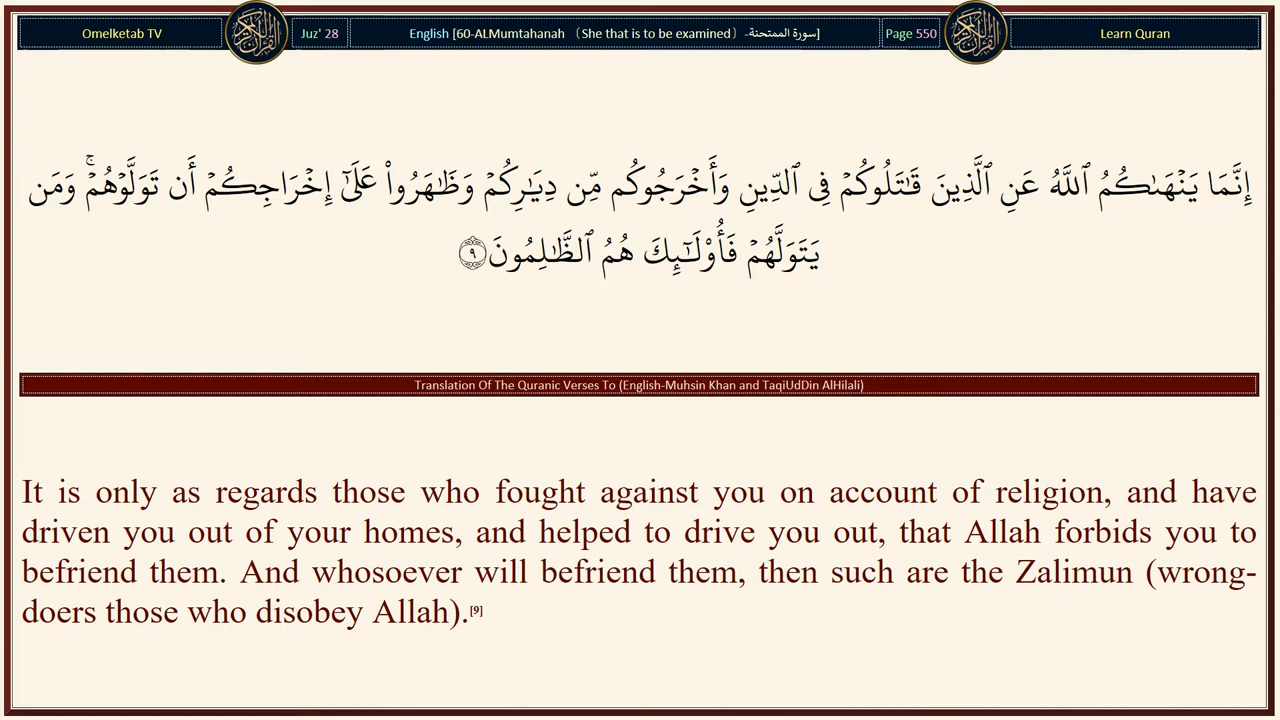 Omelketab TV
Juz' 28
English [60-ALMumtahanah 〔She that is to be examined〕 -سورة الممتحنة]
Page 550
Learn Quran
إِنَّمَا يَنْهَىٰكُمُ ٱللَّهُ عَنِ ٱلَّذِينَ قَٰتَلُوكُمْ فِى ٱلدِّينِ وَأَخْرَجُوكُم مِّن دِيَٰرِكُمْ وَظَٰهَرُوا۟ عَلَىٰٓ إِخْرَاجِكُمْ أَن تَوَلَّوْهُمْ ۚ وَمَن
يَتَوَلَّهُمْ فَأُو۟لَٰٓئِكَ هُمُ ٱلظَّٰلِمُونَ ٩
Translation Of The Quranic Verses To (English-Muhsin Khan and TaqiUdDin AlHilali)
It is only as regards those who fought against you on account of religion, and have
driven you out of your homes, and helped to drive you out, that Allah forbids you to
befriend them. And whosoever will befriend them, then such are the Zalimun (wrong-
doers those who disobey Allah).[9]